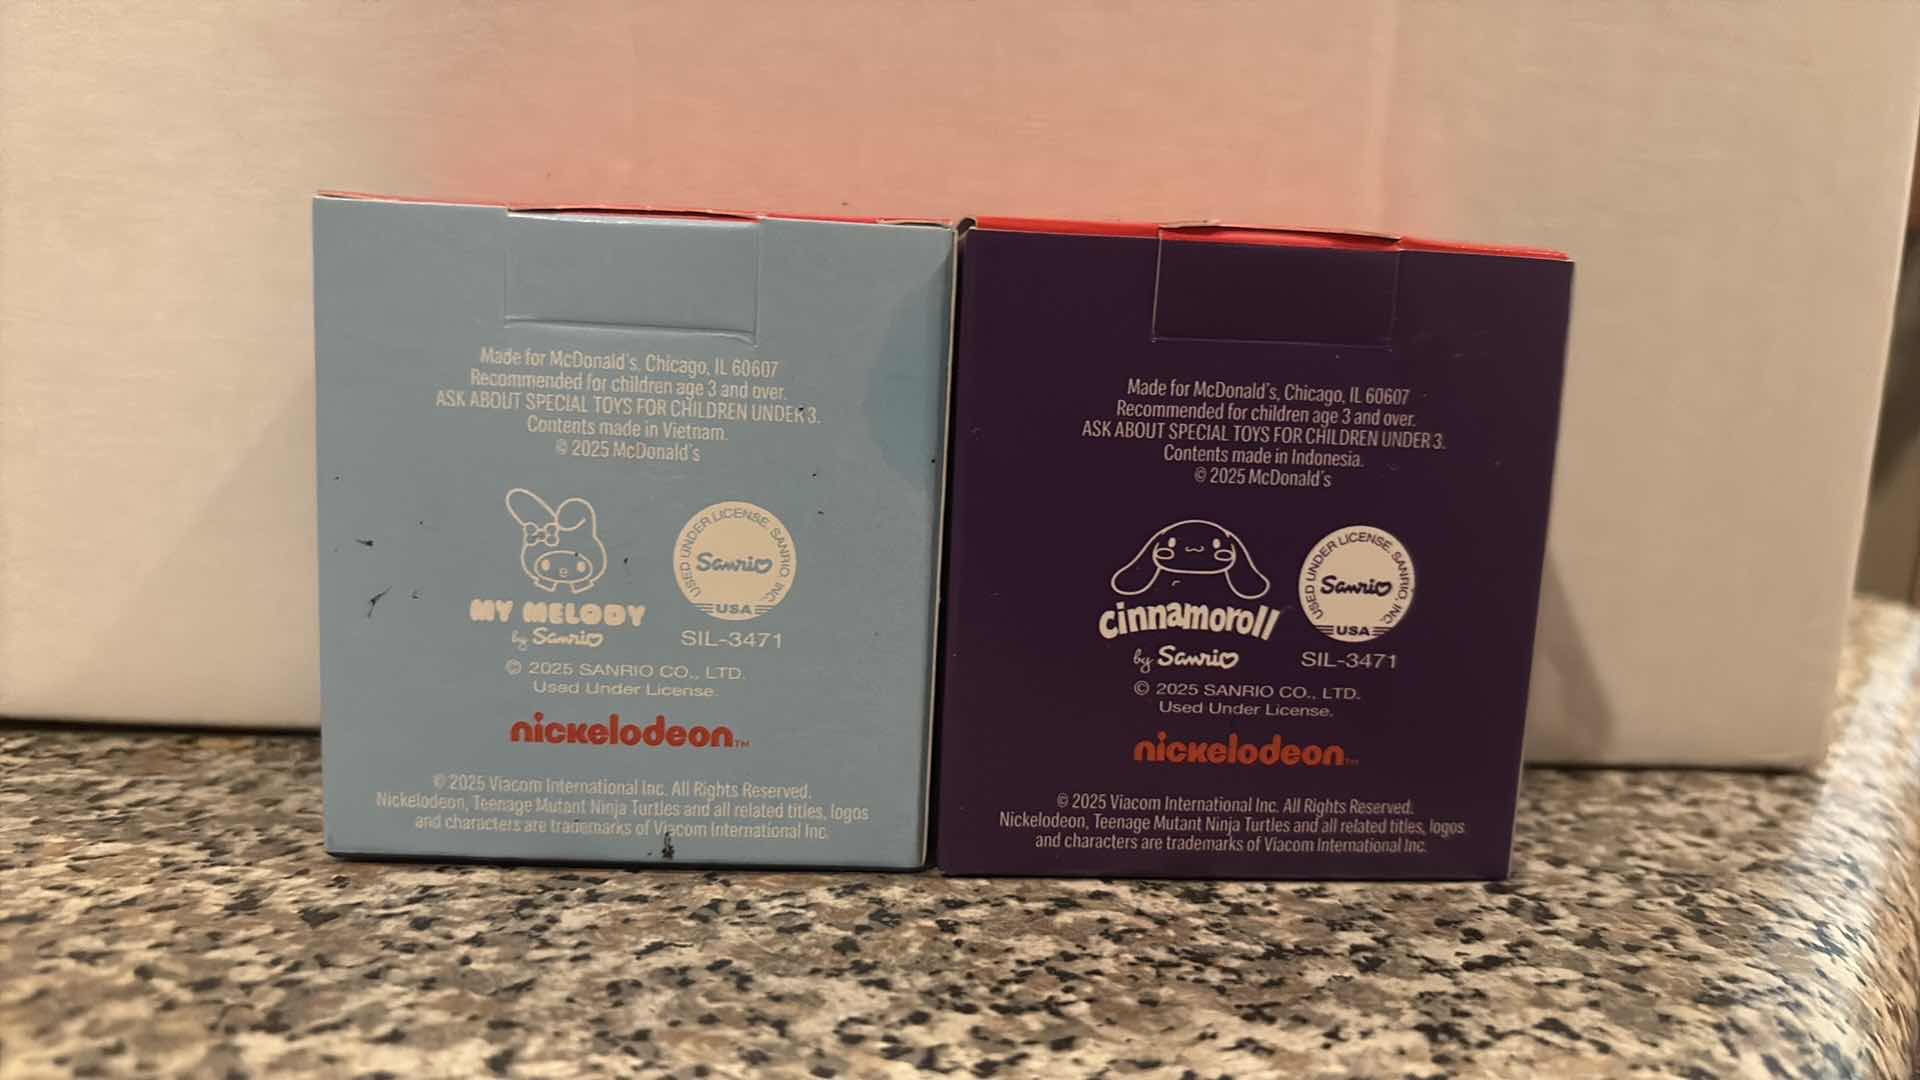 Made for McDonald's, Chicago, IL 60607
Recommended for children age 3 and over.
ASK ABOUT SPECIAL TOYS FOR CHILDREN UNDER 3.
Contents made in Vietnam.
© 2025 McDonald's
MY MELODY
by Sanrio
USED UNDER LICENSE, SANRIO, INC.
Sanrio
USA
SIL-3471
© 2025 SANRIO CO., LTD.
Used Under License.
nickelodeon™
© 2025 Viacom International Inc. All Rights Reserved.
Nickelodeon, Teenage Mutant Ninja Turtles and all related titles, logos
and characters are trademarks of Viacom International Inc.
Made for McDonald's, Chicago, IL 60607
Recommended for children age 3 and over.
ASK ABOUT SPECIAL TOYS FOR CHILDREN UNDER 3.
Contents made in Indonesia.
© 2025 McDonald's
cinnamoroll
by Sanrio
USED UNDER LICENSE, SANRIO, INC.
Sanrio
USA
SIL-3471
© 2025 SANRIO CO., LTD.
Used Under License.
nickelodeon™
© 2025 Viacom International Inc. All Rights Reserved.
Nickelodeon, Teenage Mutant Ninja Turtles and all related titles, logos
and characters are trademarks of Viacom International Inc.